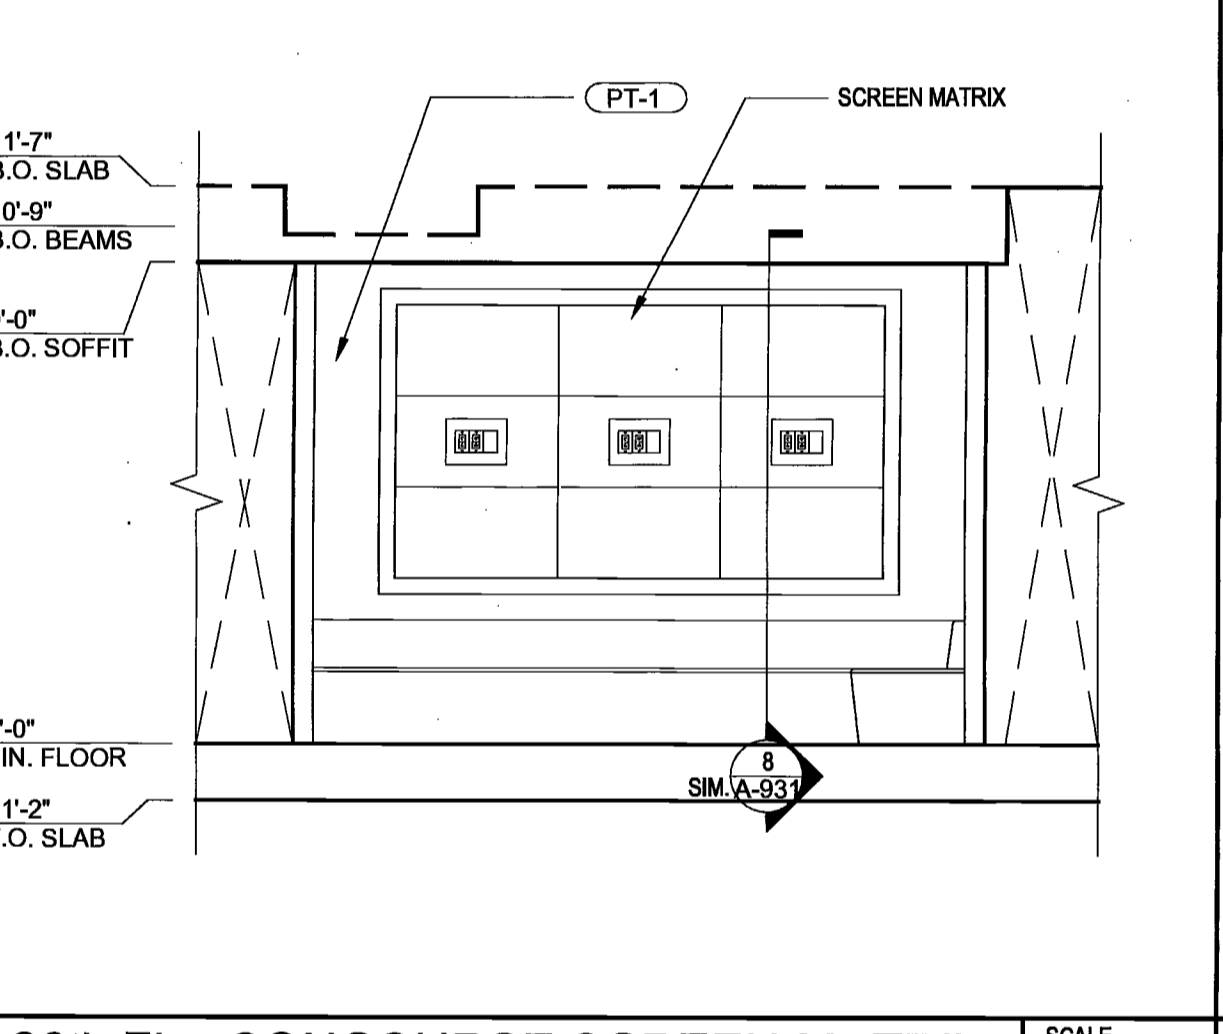 PT-1
SCREEN MATRIX
1'-7"
B.O. SLAB
0'-9"
B.O. BEAMS
'-0"
B.O. SOFFIT
'-0"
IN. FLOOR
8
SIM. A-931
1'-2"
.O. SLAB
SCALE